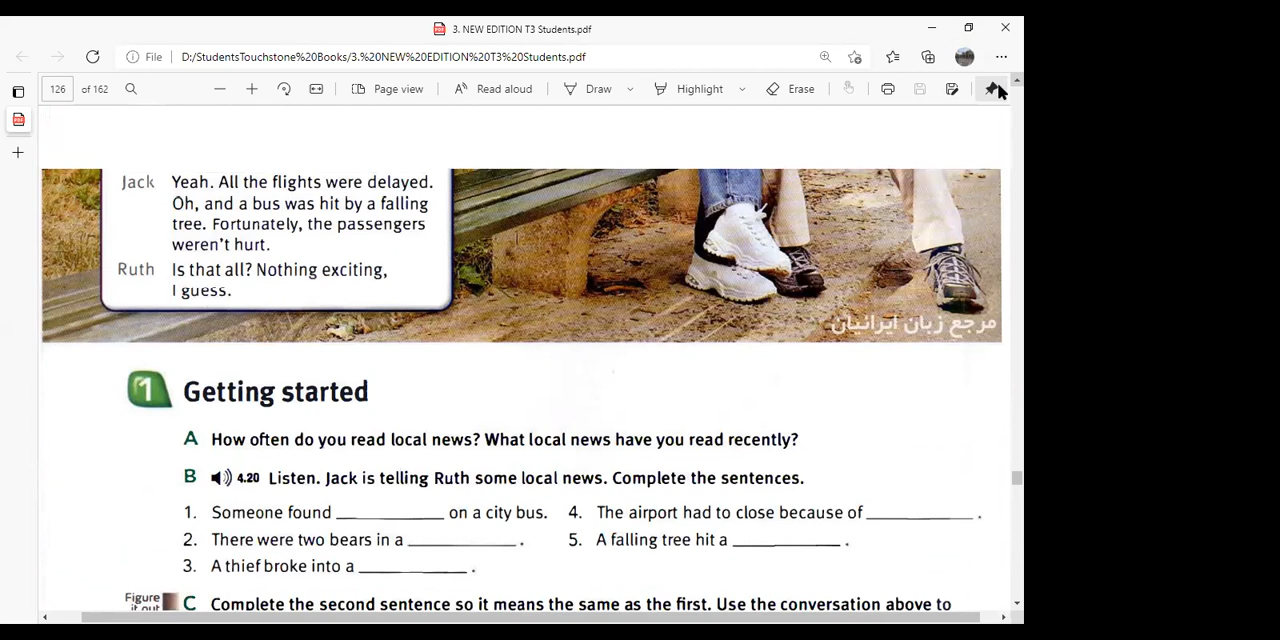 3. NEW EDITION T3 Students.pdf
File D:/StudentsTouchstone%20Books/3.%20NEW%20EDITION%20T3%20Students.pdf
126 of 162 Page view Read aloud Draw Highlight Erase
Jack Yeah. All the flights were delayed.
Oh, and a bus was hit by a falling
tree. Fortunately, the passengers
weren't hurt.
Ruth Is that all? Nothing exciting,
I guess.
مرجع زبان ایرانیان
1 Getting started
A How often do you read local news? What local news have you read recently?
B 4.20 Listen. Jack is telling Ruth some local news. Complete the sentences.
1. Someone found ____________ on a city bus.
2. There were two bears in a ____________ .
3. A thief broke into a ____________ .
4. The airport had to close because of ____________ .
5. A falling tree hit a ____________ .
Figure
it out
C Complete the second sentence so it means the same as the first. Use the conversation above to